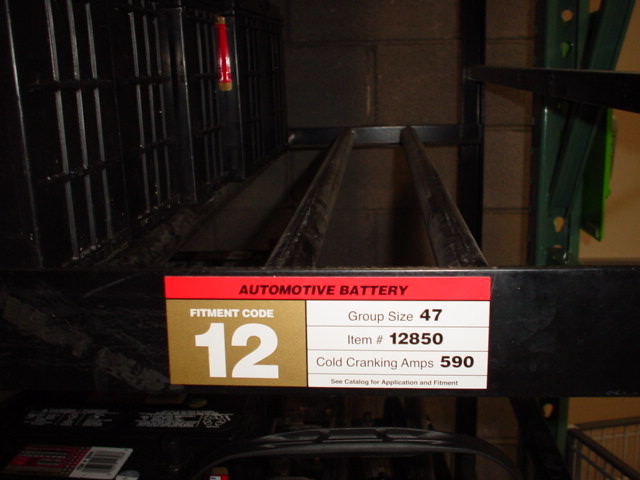 AUTOMOTIVE BATTERY
FITMENT CODE
12
Group Size 47
Item # 12850
Cold Cranking Amps 590
See Catalog for Application and Fitment